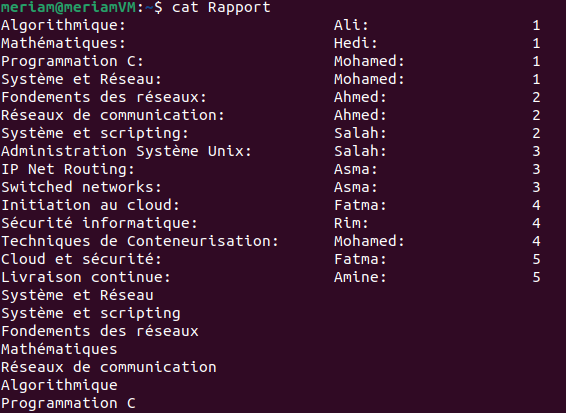 meriam@meriamVM:~$ cat Rapport
Algorithmique: Ali: 1
Mathématiques: Hedi: 1
Programmation C: Mohamed: 1
Système et Réseau: Mohamed: 1
Fondements des réseaux: Ahmed: 2
Réseaux de communication: Ahmed: 2
Système et scripting: Salah: 2
Administration Système Unix: Salah: 3
IP Net Routing: Asma: 3
Switched networks: Asma: 3
Initiation au cloud: Fatma: 4
Sécurité informatique: Rim: 4
Techniques de Conteneurisation: Mohamed: 4
Cloud et sécurité: Fatma: 5
Livraison continue: Amine: 5
Système et Réseau
Système et scripting
Fondements des réseaux
Mathématiques
Réseaux de communication
Algorithmique
Programmation C